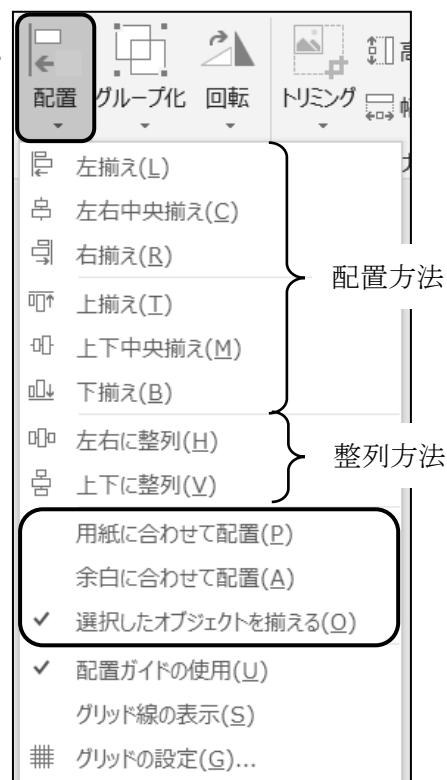 配置 グループ化 回転 トリミング
左揃え(L)
左右中央揃え(C)
右揃え(R)
配置方法
上揃え(T)
上下中央揃え(M)
下揃え(B)
左右に整列(H)
整列方法
上下に整列(V)
用紙に合わせて配置(P)
余白に合わせて配置(A)
選択したオブジェクトを揃える(O)
配置ガイドの使用(U)
グリッド線の表示(S)
グリッドの設定(G)...